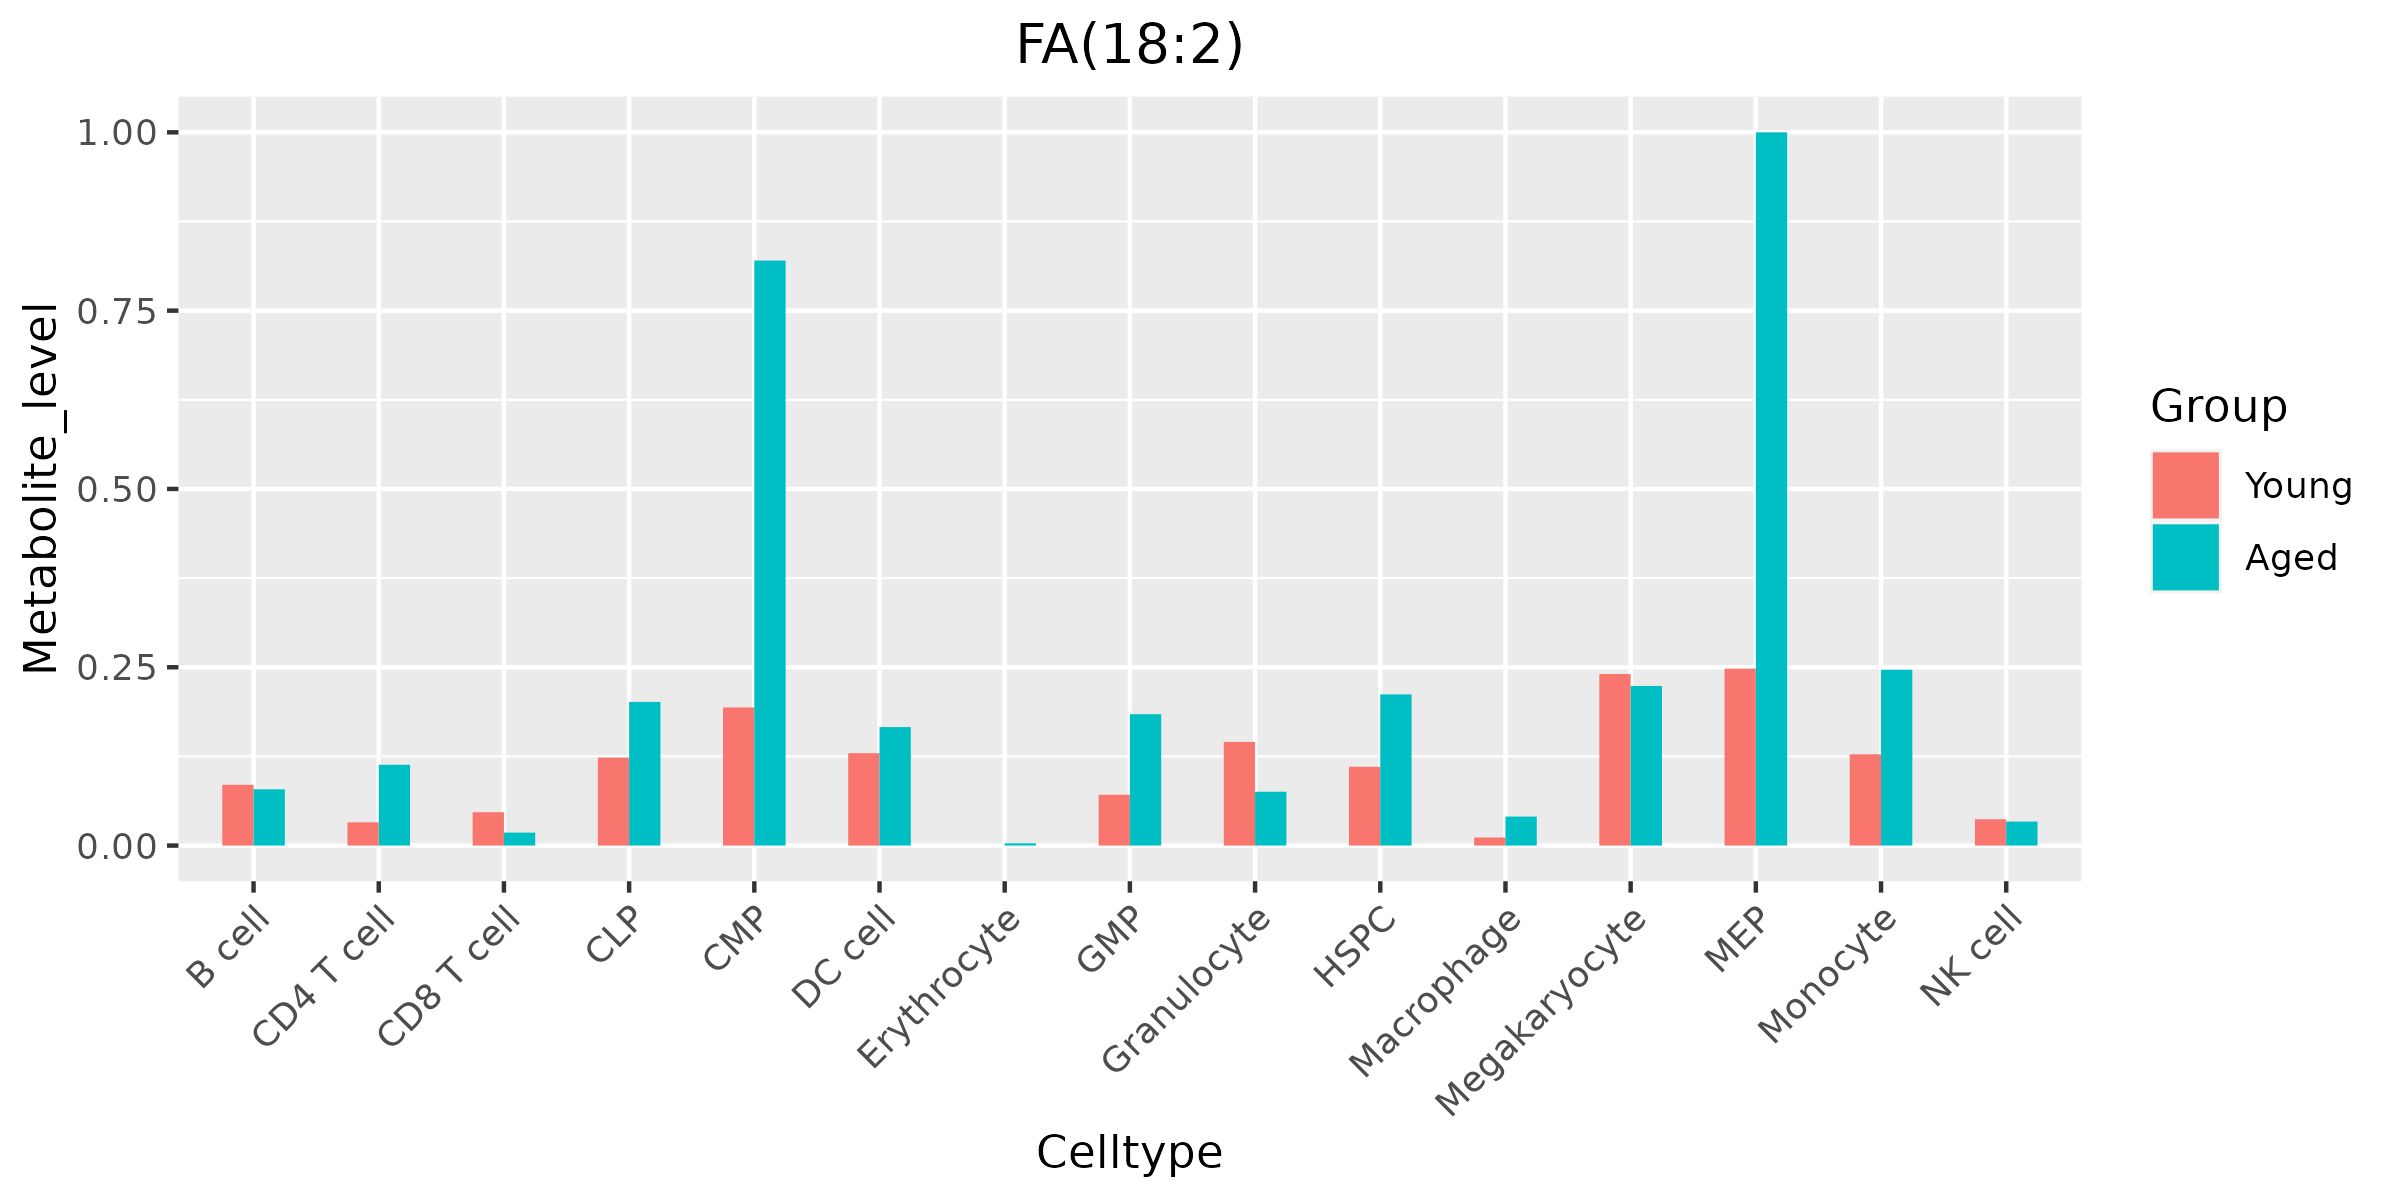 FA(18:2)
Metabolite_level
1.00
0.75
0.50
0.25
0.00
B cell
CD4 T cell
CD8 T cell
CLP
CMP
DC cell
Erythrocyte
GMP
Granulocyte
HSPC
Macrophage
Megakaryocyte
MEP
Monocyte
NK cell
Celltype
Group
Young
Aged